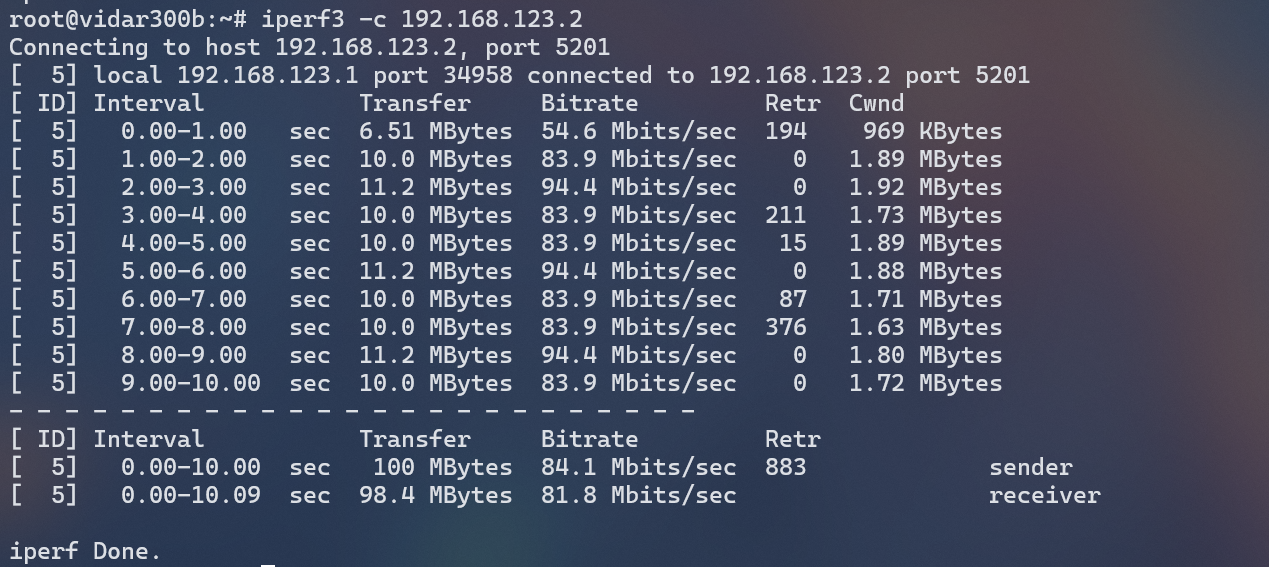 root@vidar300b:~# iperf3 -c 192.168.123.2
Connecting to host 192.168.123.2, port 5201
[  5] local 192.168.123.1 port 34958 connected to 192.168.123.2 port 5201
[ ID] Interval           Transfer     Bitrate         Retr  Cwnd
[  5]   0.00-1.00   sec  6.51 MBytes  54.6 Mbits/sec  194    969 KBytes
[  5]   1.00-2.00   sec  10.0 MBytes  83.9 Mbits/sec    0   1.89 MBytes
[  5]   2.00-3.00   sec  11.2 MBytes  94.4 Mbits/sec    0   1.92 MBytes
[  5]   3.00-4.00   sec  10.0 MBytes  83.9 Mbits/sec  211   1.73 MBytes
[  5]   4.00-5.00   sec  10.0 MBytes  83.9 Mbits/sec   15   1.89 MBytes
[  5]   5.00-6.00   sec  11.2 MBytes  94.4 Mbits/sec    0   1.88 MBytes
[  5]   6.00-7.00   sec  10.0 MBytes  83.9 Mbits/sec   87   1.71 MBytes
[  5]   7.00-8.00   sec  10.0 MBytes  83.9 Mbits/sec  376   1.63 MBytes
[  5]   8.00-9.00   sec  11.2 MBytes  94.4 Mbits/sec    0   1.80 MBytes
[  5]   9.00-10.00  sec  10.0 MBytes  83.9 Mbits/sec    0   1.72 MBytes
- - - - - - - - - - - - - - - - - - - - - - - - -
[ ID] Interval           Transfer     Bitrate         Retr
[  5]   0.00-10.00  sec   100 MBytes  84.1 Mbits/sec  883             sender
[  5]   0.00-10.09  sec  98.4 MBytes  81.8 Mbits/sec                  receiver
iperf Done.